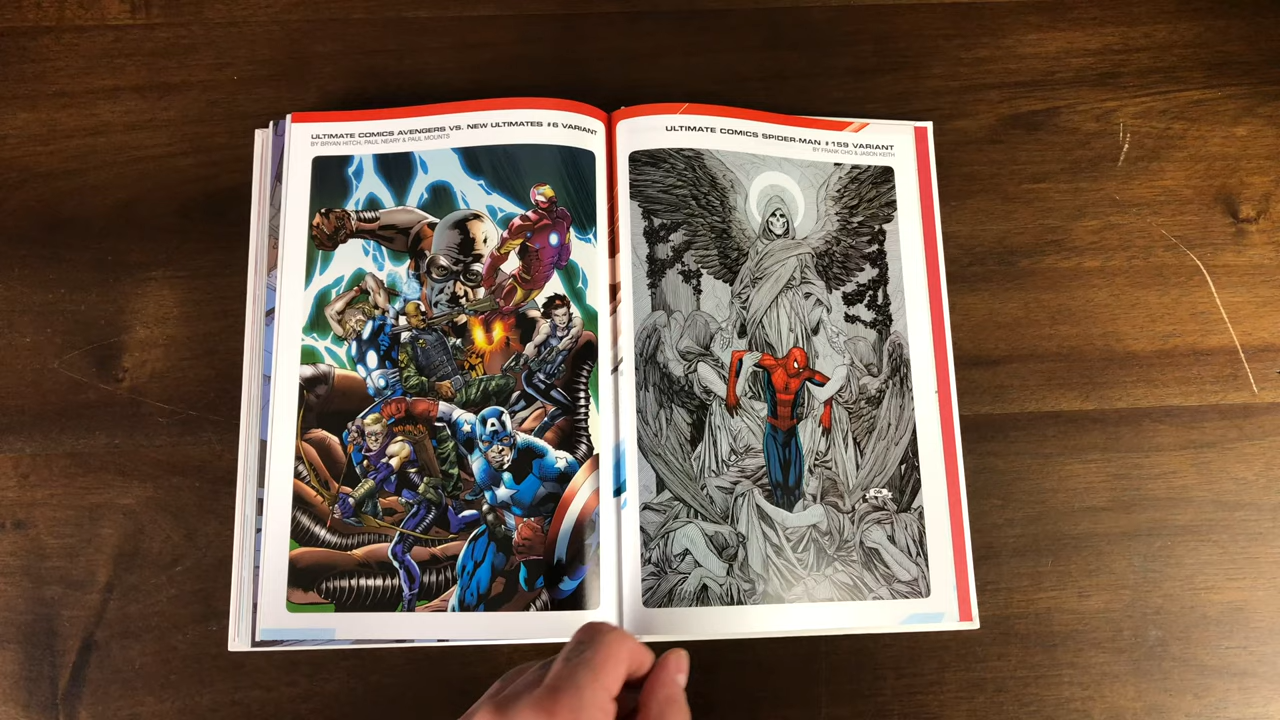 ULTIMATE COMICS AVENGERS VS. NEW ULTIMATES #6 VARIANT
BY BRYAN HITCH, PAUL NEARY & PAUL MOUNTS
ULTIMATE COMICS SPIDER-MAN #159 VARIANT
BY FRANK CHO & JASON KEITH
A